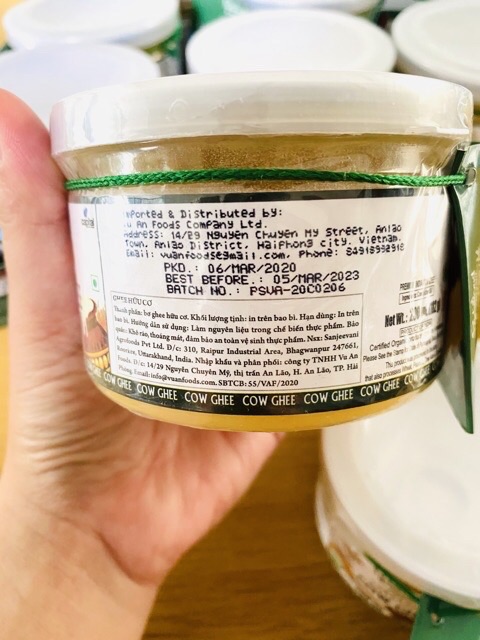 ported & Distributed by:
u An Foods Company Ltd.
ddress: 14/29 Nguyen Chuyen My Street, Anlao
Town, Anlao District, Haiphong city, Vietnam.
Email: vuanfoods@gmail.com, Phone:
PKD.: 06/MAR/2020
BEST BEFORE.: 05/MAR/2023
BATCH NO.: PSVA-20C0206
HỮU CƠ
Thành phần: bơ ghee hữu cơ. Khối lượng tịnh: in trên bao bì. Hạn dùng: In trên
bao bì. Hướng dẫn sử dụng: Làm nguyên liệu trong chế biến thực phẩm. Bảo
quản: Khô ráo, thoáng mát, đảm bảo an toàn vệ sinh thực phẩm. Nsx: Sanjeevani
Agrofoods Pvt Ltd. D/c: 310, Raipur Industrial Area, Bhagwanpur 247661,
Roorkee, Uttarakhand, India. Nhập khẩu và phân phối: công ty TNHH Vu An
Foods. D/c: 14/29 Nguyễn Chuyên Mỹ, thị trấn An Lão, H. An Lão, TP. Hải
Phòng. Email: info@vuanfoods.com. SBTCB: 55/VAF/2020
Net Wt.:
Certified Organic
COW GHEE COW GHEE COW GHEE COW GHEE COW GHEE COW GHEE COW GHEE